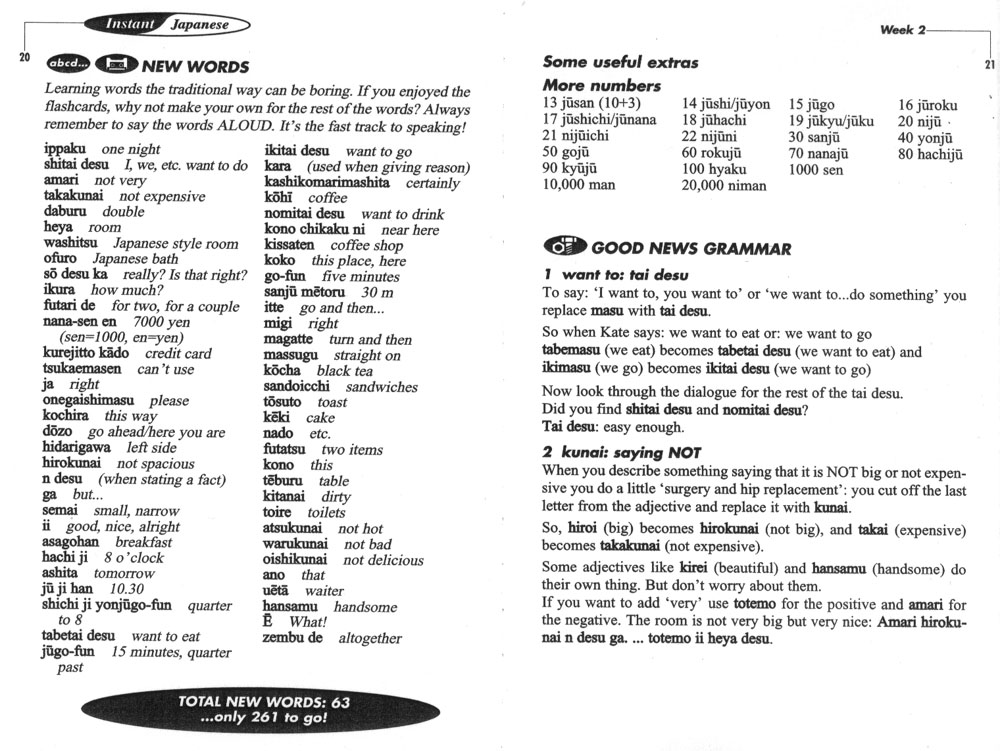 Instant Japanese
20
abcd... NEW WORDS
Learning words the traditional way can be boring. If you enjoyed the
flashcards, why not make your own for the rest of the words? Always
remember to say the words ALOUD. It's the fast track to speaking!
ippaku one night
shitai desu I, we, etc. want to do
amari not very
takakunai not expensive
daburu double
heya room
washitsu Japanese style room
ofuro Japanese bath
sō desu ka really? Is that right?
ikura how much?
futari de for two, for a couple
nana-sen en 7000 yen
(sen=1000, en=yen)
kurejitto kādo credit card
tsukaemasen can't use
ja right
onegaishimasu please
kochira this way
dōzo go ahead/here you are
hidarigawa left side
hirokunai not spacious
n desu (when stating a fact)
ga but...
semai small, narrow
ii good, nice, alright
asagohan breakfast
hachi ji 8 o'clock
ashita tomorrow
jū ji han 10.30
shichi ji yonjūgo-fun quarter
to 8
tabetai desu want to eat
jūgo-fun 15 minutes, quarter
past
ikitai desu want to go
kara (used when giving reason)
kashikomarimashita certainly
kōhī coffee
nomitai desu want to drink
kono chikaku ni near here
kissaten coffee shop
koko this place, here
go-fun five minutes
sanjū mētoru 30 m
itte go and then...
migi right
magatte turn and then
massugu straight on
kōcha black tea
sandoicchi sandwiches
tōsuto toast
kēki cake
nado etc.
futatsu two items
kono this
tēburu table
kitanai dirty
toire toilets
atsukunai not hot
warukunai not bad
oishikunai not delicious
ano that
uētā waiter
hansamu handsome
Ē What!
zembu de altogether
TOTAL NEW WORDS: 63
...only 261 to go!
Week 2
21
Some useful extras
More numbers
13 jūsan (10+3) 14 jūshi/jūyon 15 jūgo 16 jūroku
17 jūshichi/jūnana 18 jūhachi 19 jūkyu/jūku 20 nijū
21 nijūichi 22 nijūni 30 sanjū 40 yonjū
50 gojū 60 rokujū 70 nanajū 80 hachijū
90 kyūjū 100 hyaku 1000 sen
10,000 man 20,000 niman
GOOD NEWS GRAMMAR
1 want to: tai desu
To say: 'I want to, you want to' or 'we want to...do something' you
replace masu with tai desu.
So when Kate says: we want to eat or: we want to go
tabemasu (we eat) becomes tabetai desu (we want to eat) and
ikimasu (we go) becomes ikitai desu (we want to go)
Now look through the dialogue for the rest of the tai desu.
Did you find shitai desu and nomitai desu?
Tai desu: easy enough.
2 kunai: saying NOT
When you describe something saying that it is NOT big or not expen-
sive you do a little 'surgery and hip replacement': you cut off the last
letter from the adjective and replace it with kunai.
So, hiroi (big) becomes hirokunai (not big), and takai (expensive)
becomes takakunai (not expensive).
Some adjectives like kirei (beautiful) and hansamu (handsome) do
their own thing. But don't worry about them.
If you want to add 'very' use totemo for the positive and amari for
the negative. The room is not very big but very nice: Amari hiroku-
nai n desu ga. ... totemo ii heya desu.